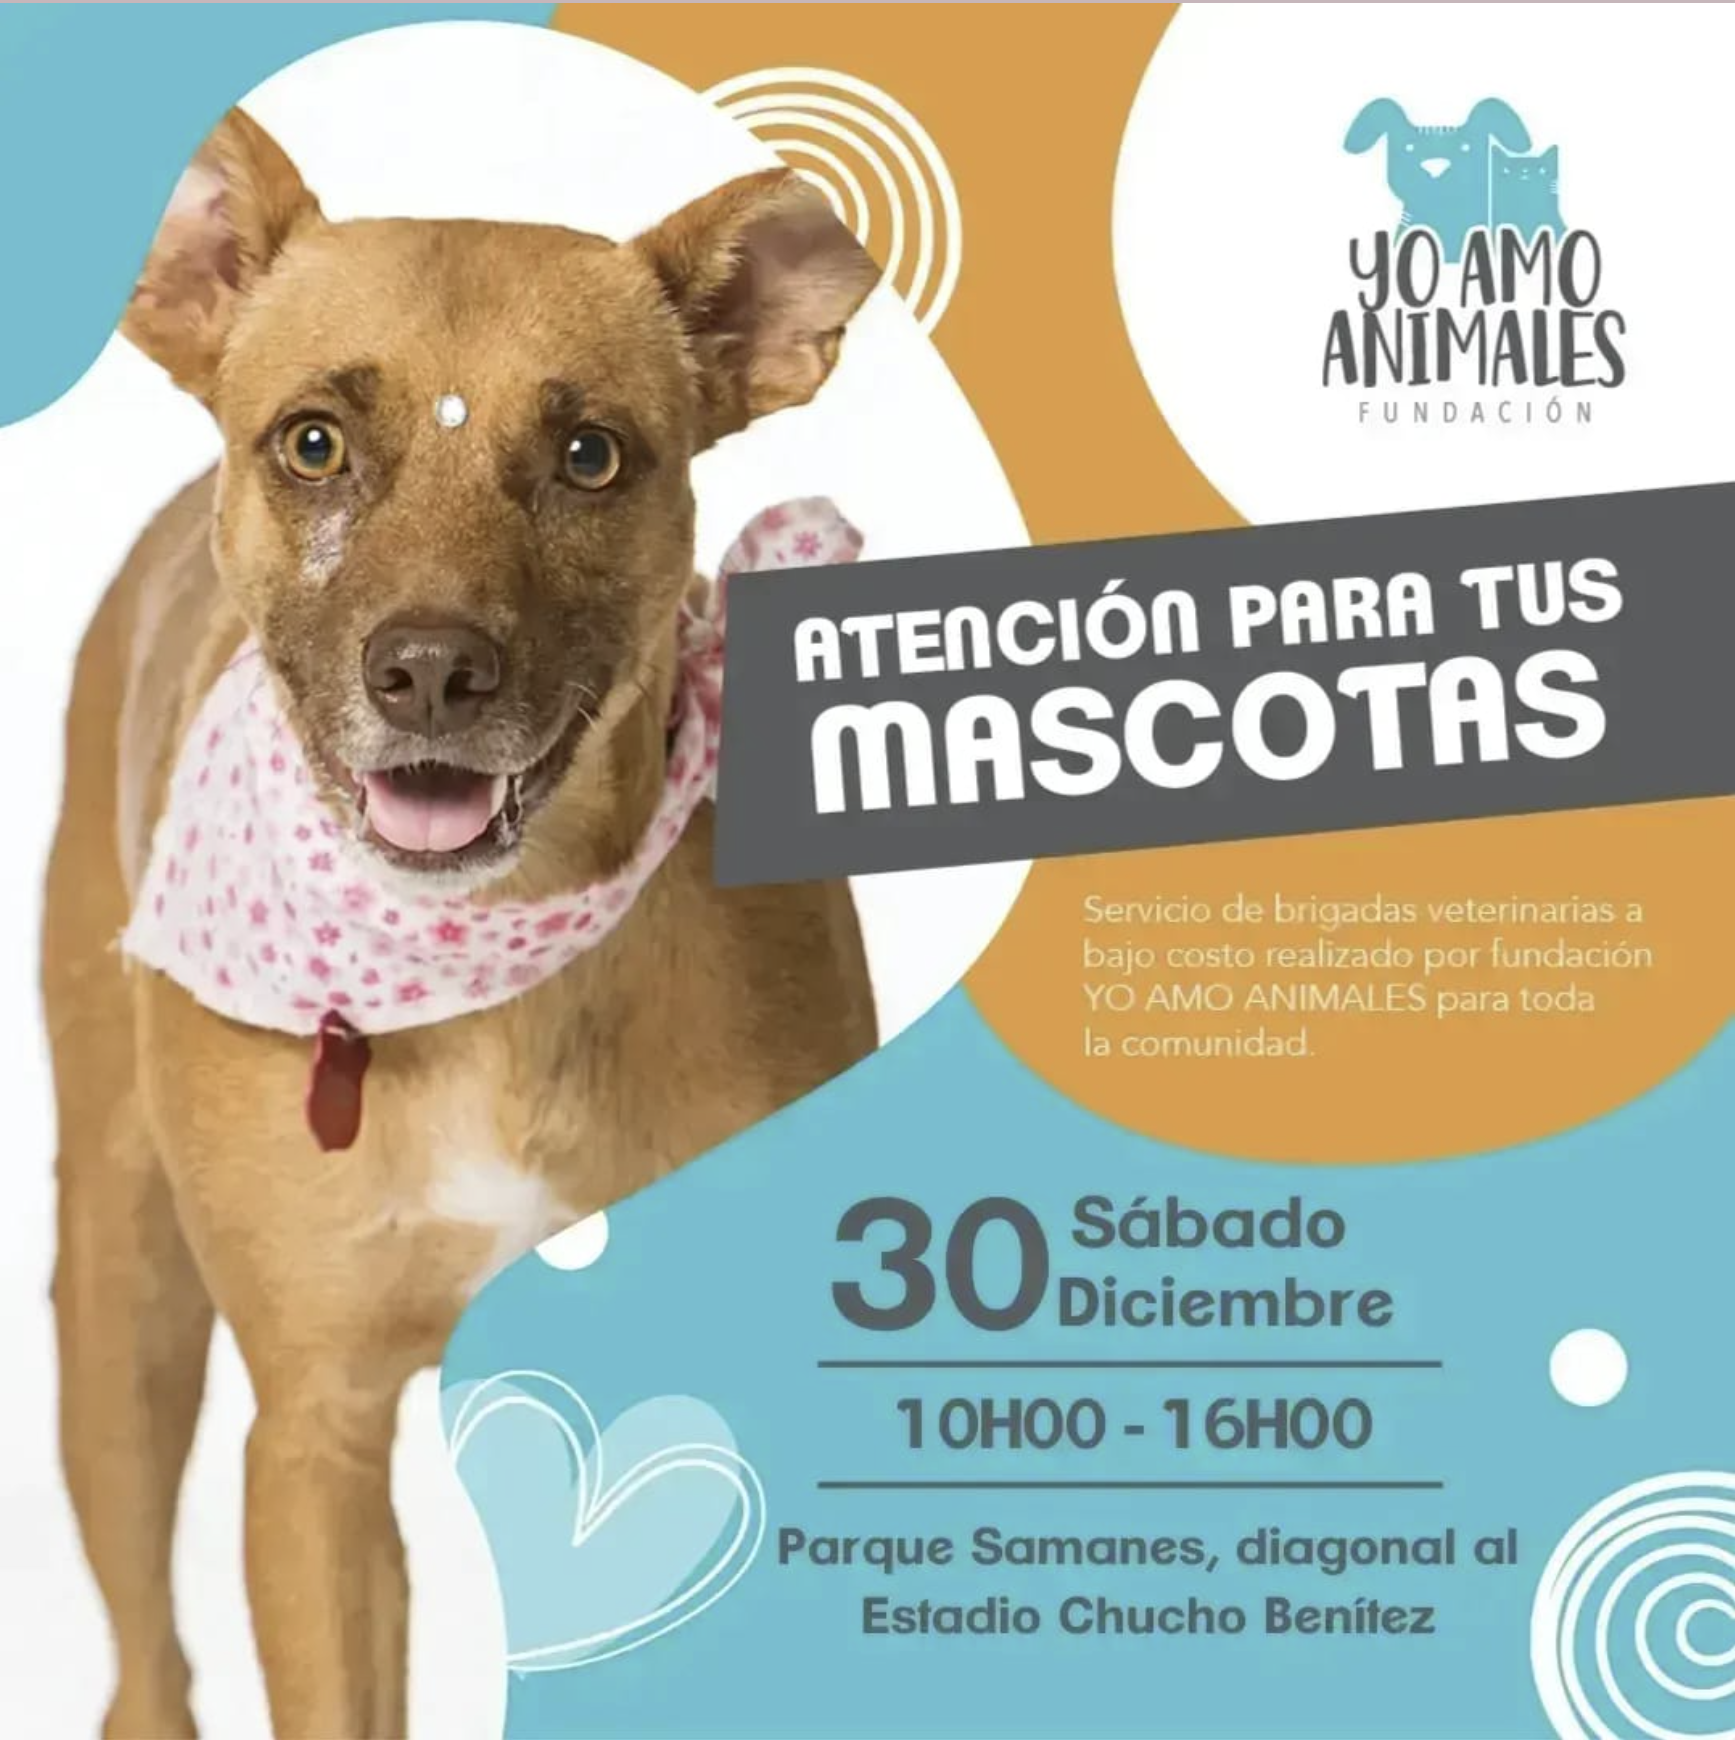 YO AMO
ANIMALES
FUNDACIÓN
ATENCIÓN PARA TUS
MASCOTAS
Servicio de brigadas veterinarias a
bajo costo realizado por fundación
YO AMO ANIMALES para toda
la comunidad.
30 Sábado
Diciembre
10H00 - 16H00
Parque Samanes, diagonal al
Estadio Chucho Benítez